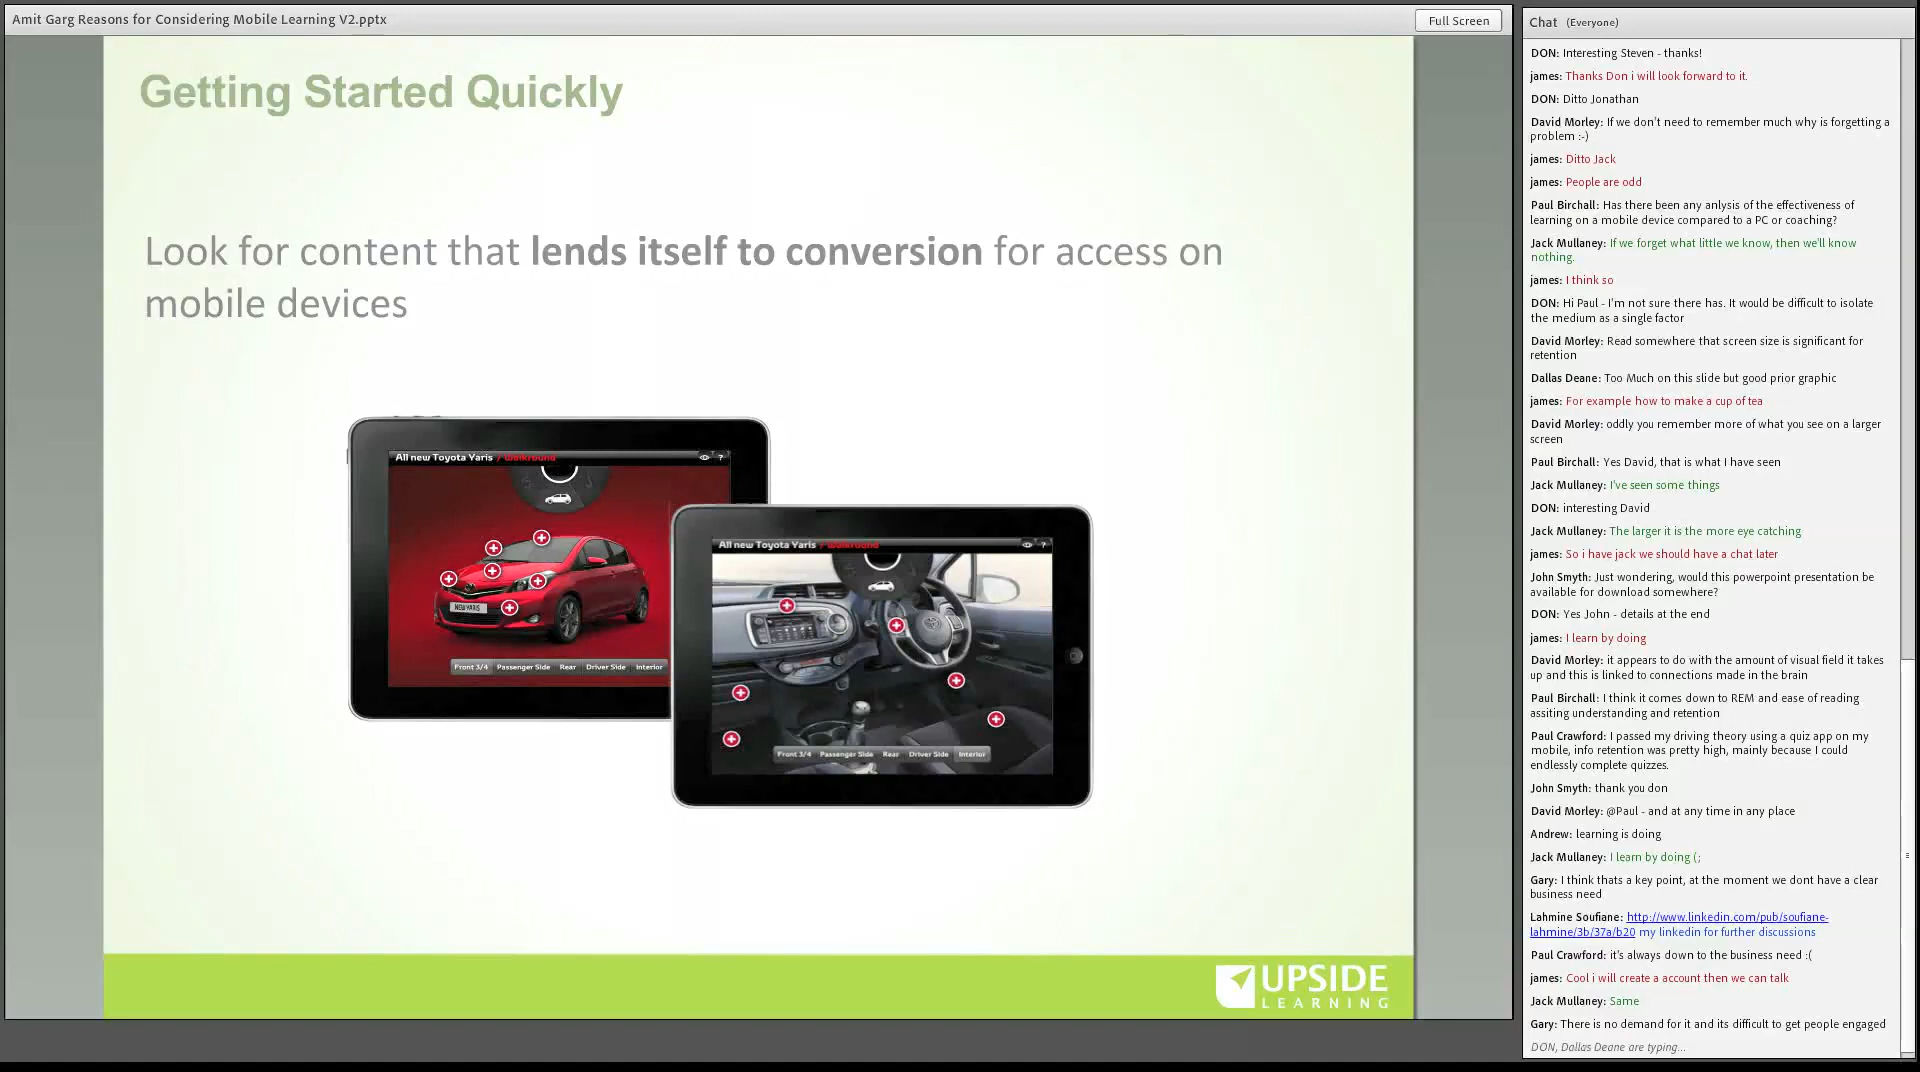 Amit Garg Reasons for Considering Mobile Learning V2.pptx
Full Screen
Getting Started Quickly
Look for content that lends itself to conversion for access on
mobile devices
All new Toyota Yaris / Walkround
?
NEW YARIS
Front 3/4 Passenger Side Rear Driver Side Interior
All new Toyota Yaris / Walkround
?
Front 3/4 Passenger Side Rear Driver Side Interior
UPSIDE
LEARNING
Chat (Everyone)
DON: Interesting Steven - thanks!
james: Thanks Don i will look forward to it.
DON: Ditto Jonathan
David Morley: If we don't need to remember much why is forgetting a
problem :-)
james: Ditto Jack
james: People are odd
Paul Birchall: Has there been any anlysis of the effectiveness of
learning on a mobile device compared to a PC or coaching?
Jack Mullaney: If we forget what little we know, then we'll know
nothing.
james: I think so
DON: Hi Paul - I'm not sure there has. It would be difficult to isolate
the medium as a single factor
David Morley: Read somewhere that screen size is significant for
retention
Dallas Deane: Too Much on this slide but good prior graphic
james: For example how to make a cup of tea
David Morley: oddly you remember more of what you see on a larger
screen
Paul Birchall: Yes David, that is what I have seen
Jack Mullaney: I've seen some things
DON: interesting David
Jack Mullaney: The larger it is the more eye catching
james: So i have jack we should have a chat later
John Smyth: Just wondering, would this powerpoint presentation be
available for download somewhere?
DON: Yes John - details at the end
james: I learn by doing
David Morley: it appears to do with the amount of visual field it takes
up and this is linked to connections made in the brain
Paul Birchall: I think it comes down to REM and ease of reading
assiting understanding and retention
Paul Crawford: I passed my driving theory using a quiz app on my
mobile, info retention was pretty high, mainly because I could
endlessly complete quizzes.
John Smyth: thank you don
David Morley: @Paul - and at any time in any place
Andrew: learning is doing
Jack Mullaney: I learn by doing (;
Gary: I think thats a key point, at the moment we dont have a clear
business need
Lahmine Soufiane: http://www.linkedin.com/pub/soufiane-
lahmine/3b/37a/b20 my linkedin for further discussions
Paul Crawford: it's always down to the business need :(
james: Cool i will create a account then we can talk
Jack Mullaney: Same
Gary: There is no demand for it and its difficult to get people engaged
DON, Dallas Deane are typing...